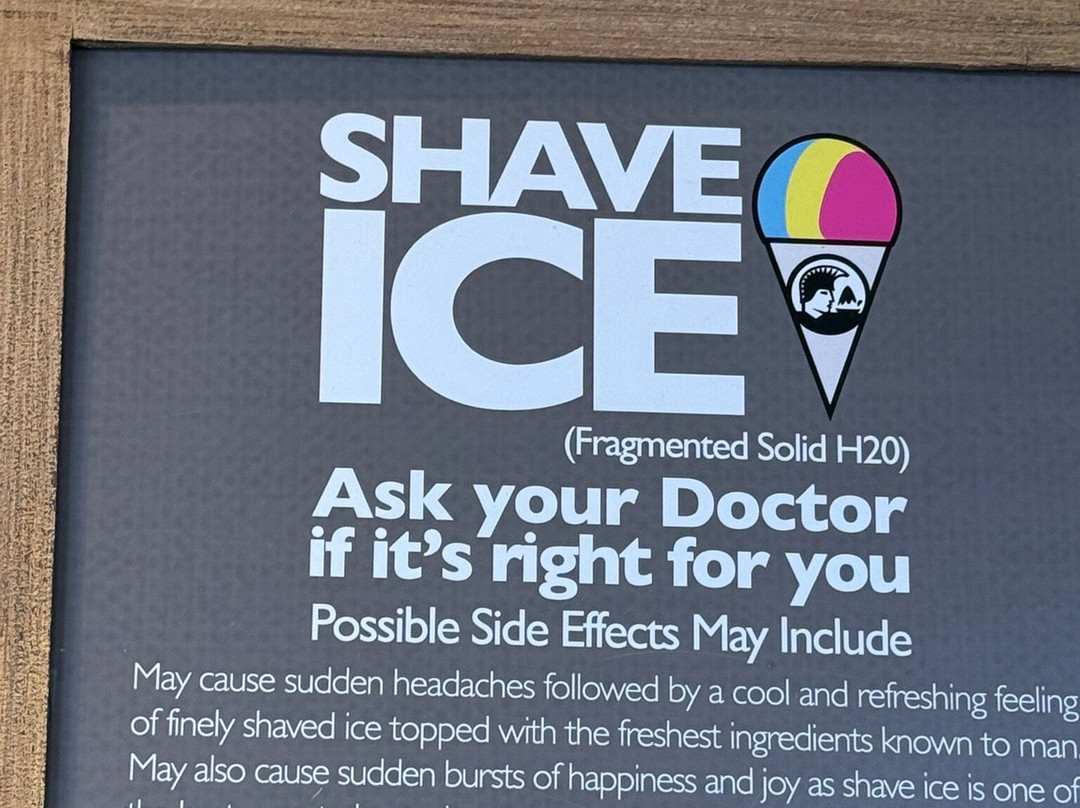 SHAVE
ICE
(Fragmented Solid H20)
Ask your Doctor
if it's right for you
Possible Side Effects May Include
May cause sudden headaches followed by a cool and refreshing feeling
of finely shaved ice topped with the freshest ingredients known to man.
May also cause sudden bursts of happiness and joy as shave ice is one of